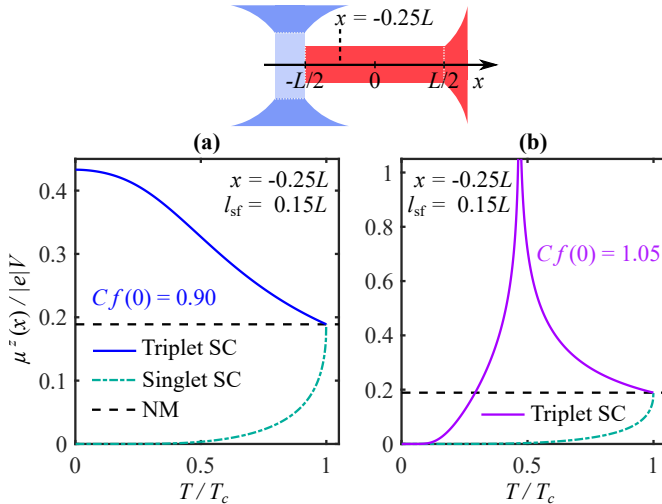 x = -0.25L
-L/2
0
L/2
x
(a)
(b)
x = -0.25L
l_sf = 0.15L
Cf(0) = 0.90
Triplet SC
Singlet SC
NM
μ^z(x) / |e|V
0
0.1
0.2
0.3
0.4
0
0.5
1
T / T_c
x = -0.25L
l_sf = 0.15L
Cf(0) = 1.05
Triplet SC
0
0.2
0.4
0.6
0.8
1
0
0.5
1
T / T_c